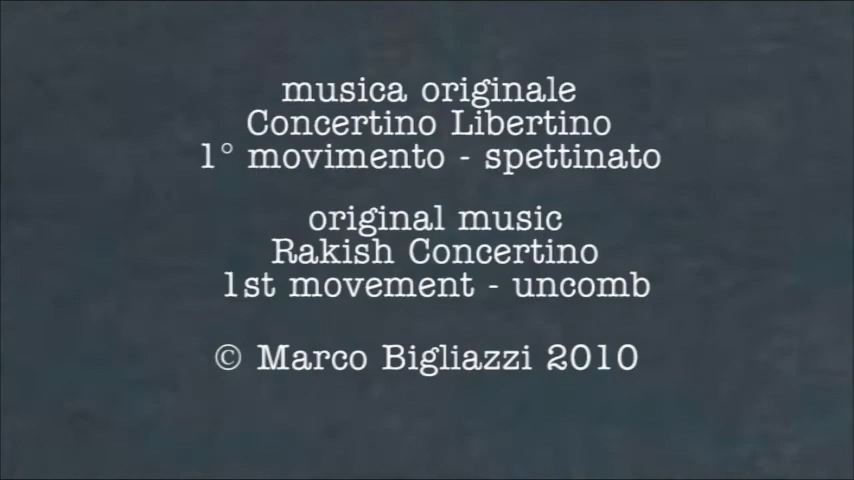 musica originale
Concertino Libertino
1° movimento - spettinato
original music
Rakish Concertino
1st movement - uncomb
© Marco Bigliazzi 2010